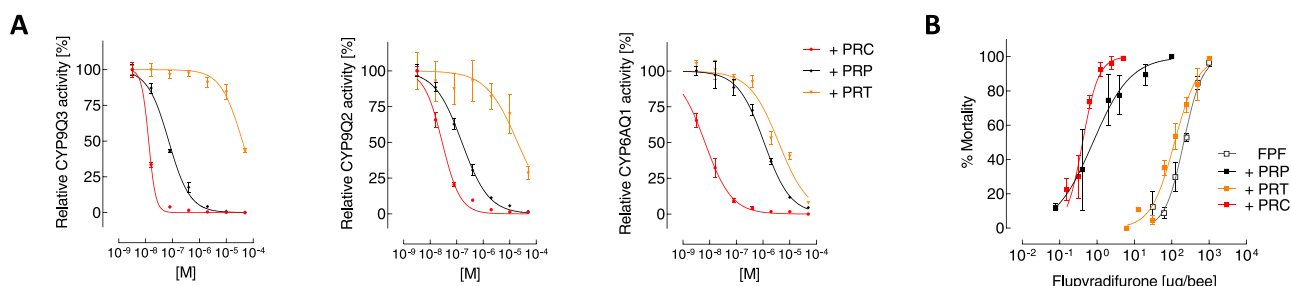 A
Relative CYP9Q3 activity [%]
100
75
50
25
0
10⁻⁹ 10⁻⁸ 10⁻⁷ 10⁻⁶ 10⁻⁵ 10⁻⁴
[M]
Relative CYP9Q2 activity [%]
100
75
50
25
0
10⁻⁹ 10⁻⁸ 10⁻⁷ 10⁻⁶ 10⁻⁵ 10⁻⁴
[M]
Relative CYP6AQ1 activity [%]
100
75
50
25
0
10⁻⁹ 10⁻⁸ 10⁻⁷ 10⁻⁶ 10⁻⁵ 10⁻⁴
[M]
+ PRC
+ PRP
+ PRT
B
% Mortality
100
80
60
40
20
0
10⁻² 10⁻¹ 10⁰ 10¹ 10² 10³ 10⁴
Flupyradifurone [µg/bee]
FPF
+ PRP
+ PRT
+ PRC